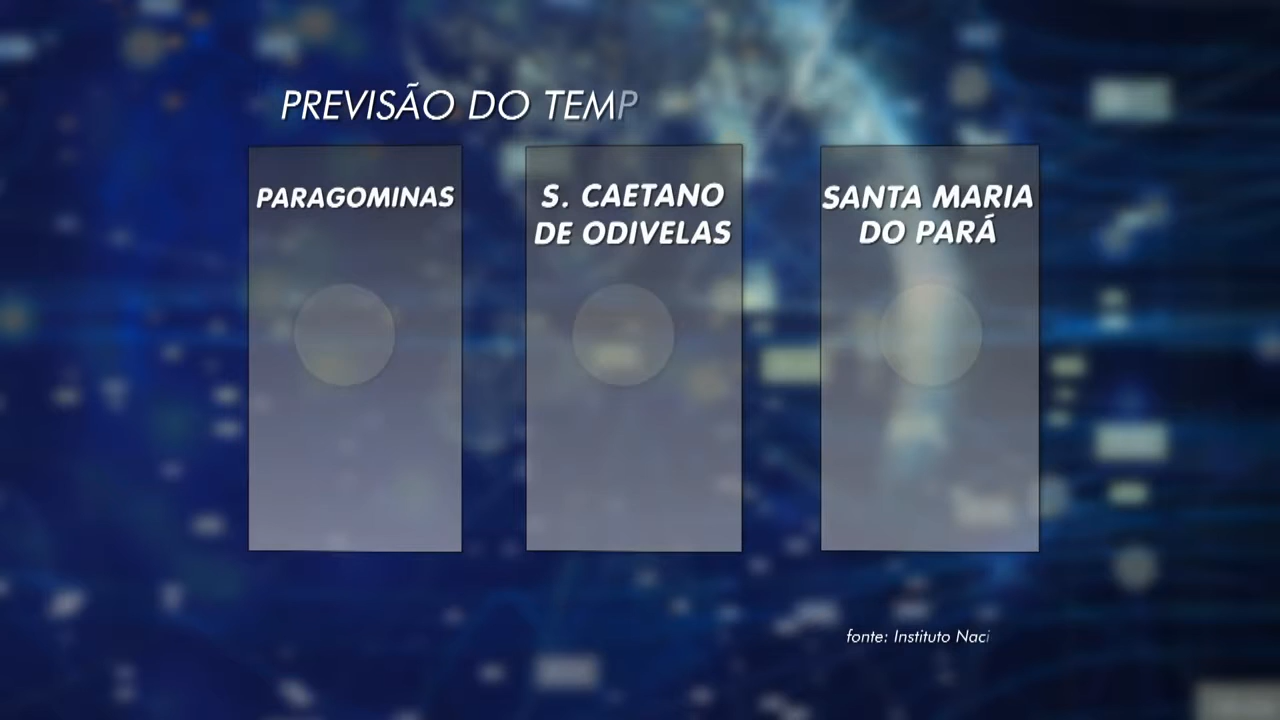 PREVISÃO DO TEMP
PARAGOMINAS
S. CAETANO
DE ODIVELAS
SANTA MARIA
DO PARÁ
fonte: Instituto Naci